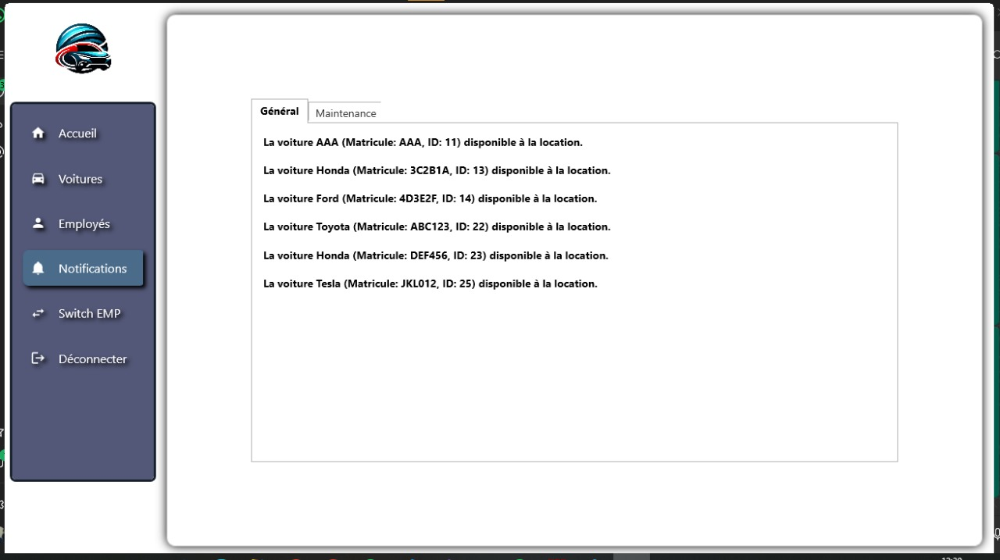 Accueil
Voitures
Employés
Notifications
Switch EMP
Déconnecter
Général
Maintenance
La voiture AAA (Matricule: AAA, ID: 11) disponible à la location.
La voiture Honda (Matricule: 3C2B1A, ID: 13) disponible à la location.
La voiture Ford (Matricule: 4D3E2F, ID: 14) disponible à la location.
La voiture Toyota (Matricule: ABC123, ID: 22) disponible à la location.
La voiture Honda (Matricule: DEF456, ID: 23) disponible à la location.
La voiture Tesla (Matricule: JKL012, ID: 25) disponible à la location.